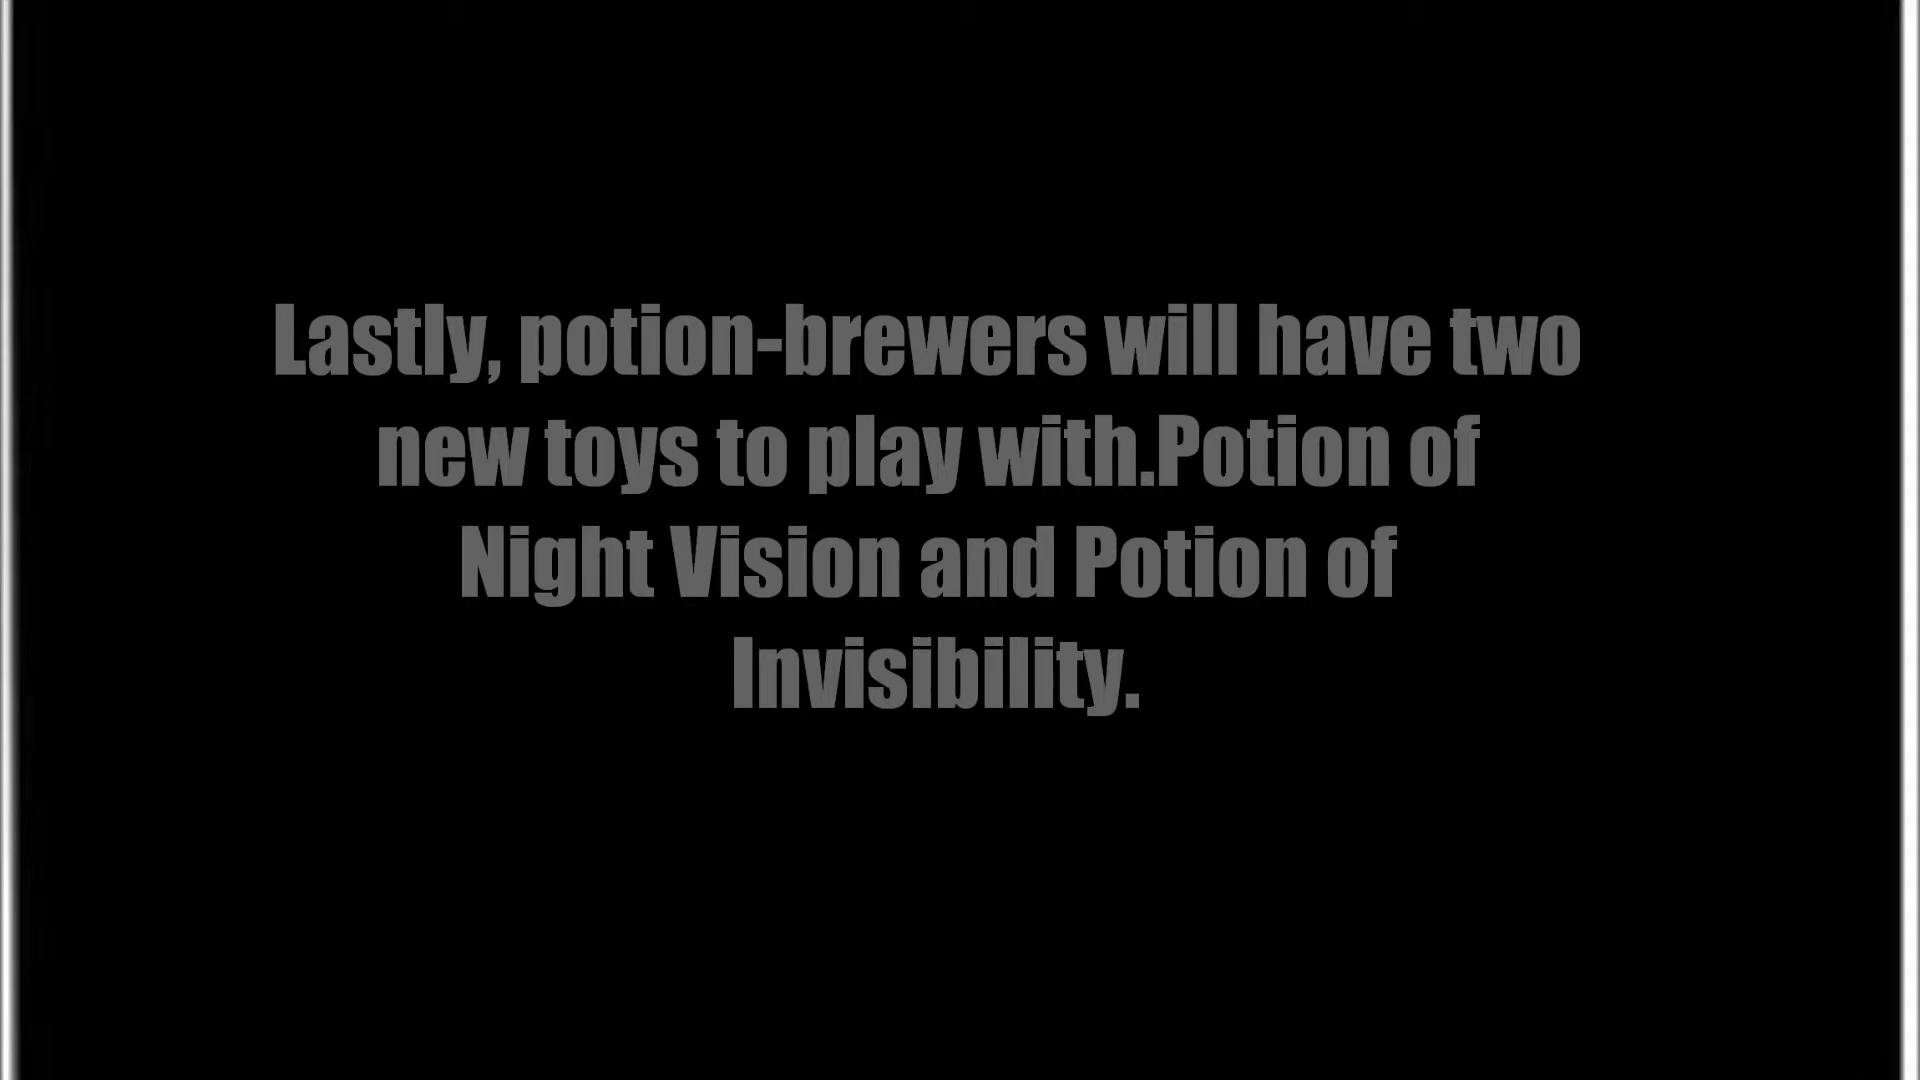 Lastly, potion-brewers will have two
new toys to play with.Potion of
Night Vision and Potion of
Invisibility.